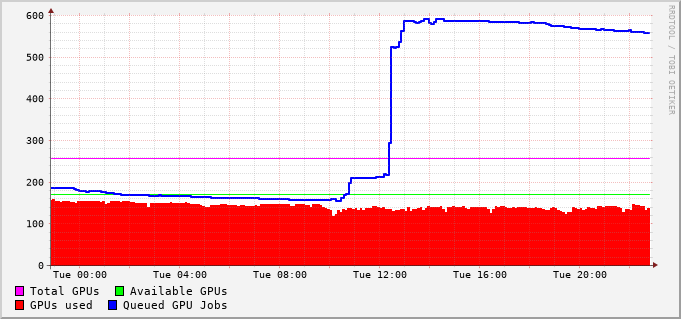 600
500
400
300
200
100
0
Tue 00:00 Tue 04:00 Tue 08:00 Tue 12:00 Tue 16:00 Tue 20:00
Total GPUs Available GPUs
GPUs used Queued GPU Jobs
RRDTOOL / TOBI OETIKER